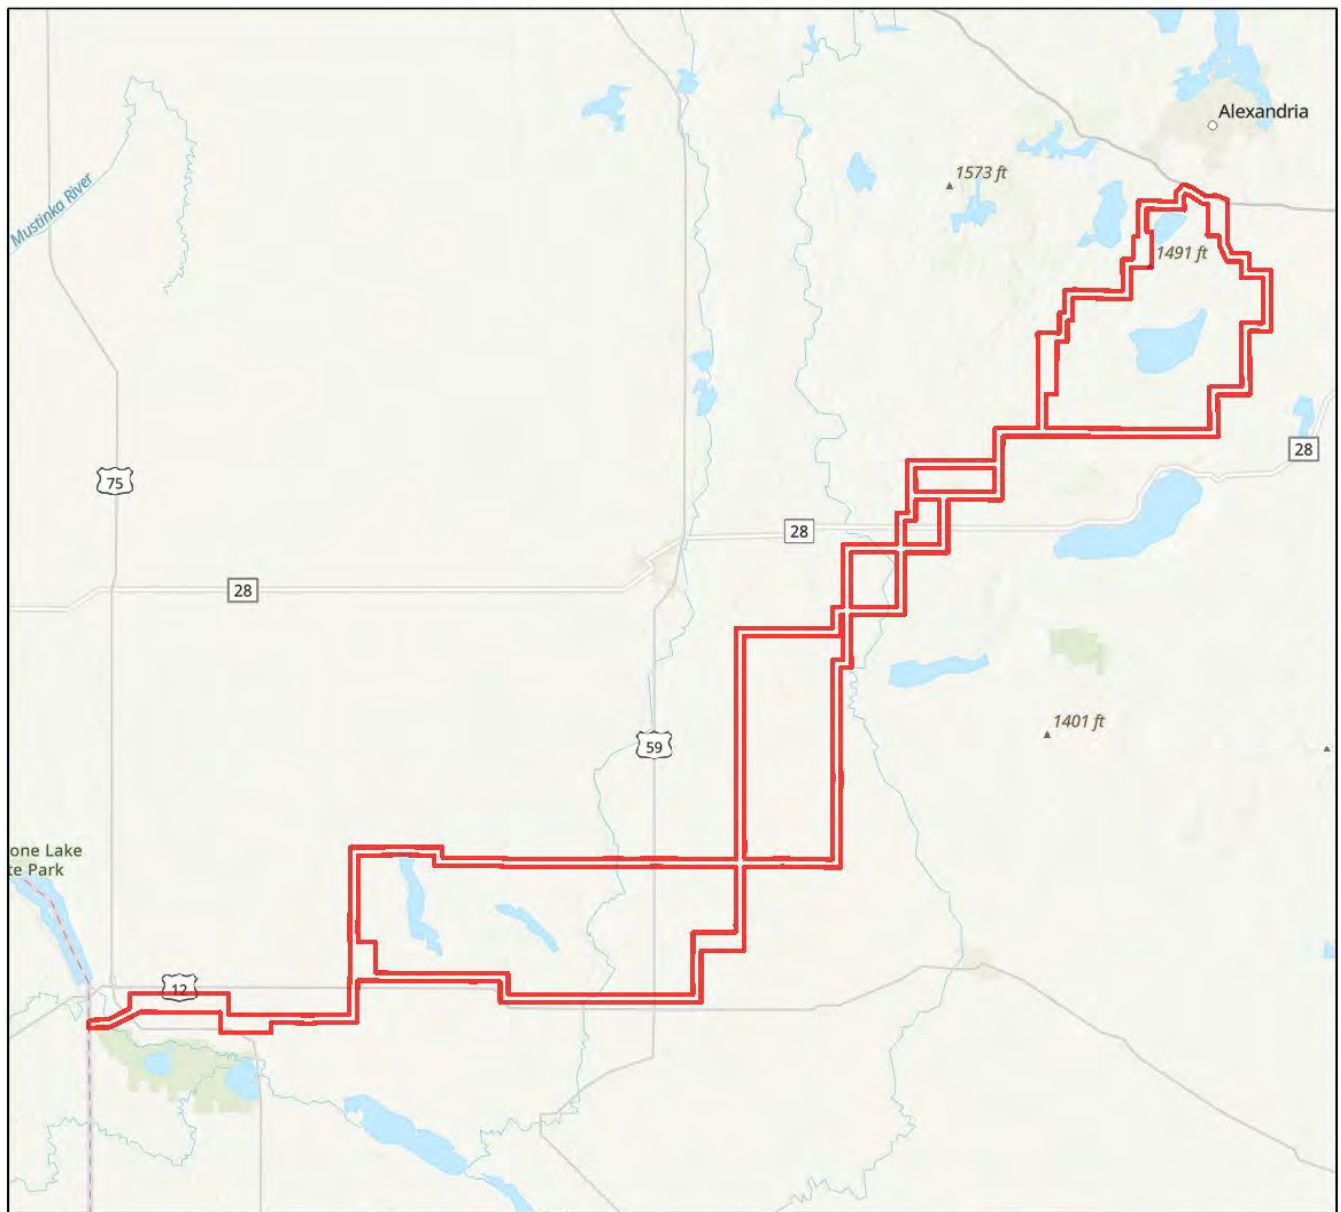 Alexandria
1573 ft
Mustinka River
1491 ft
28
75
28
28
1401 ft
59
one Lake
te Park
12